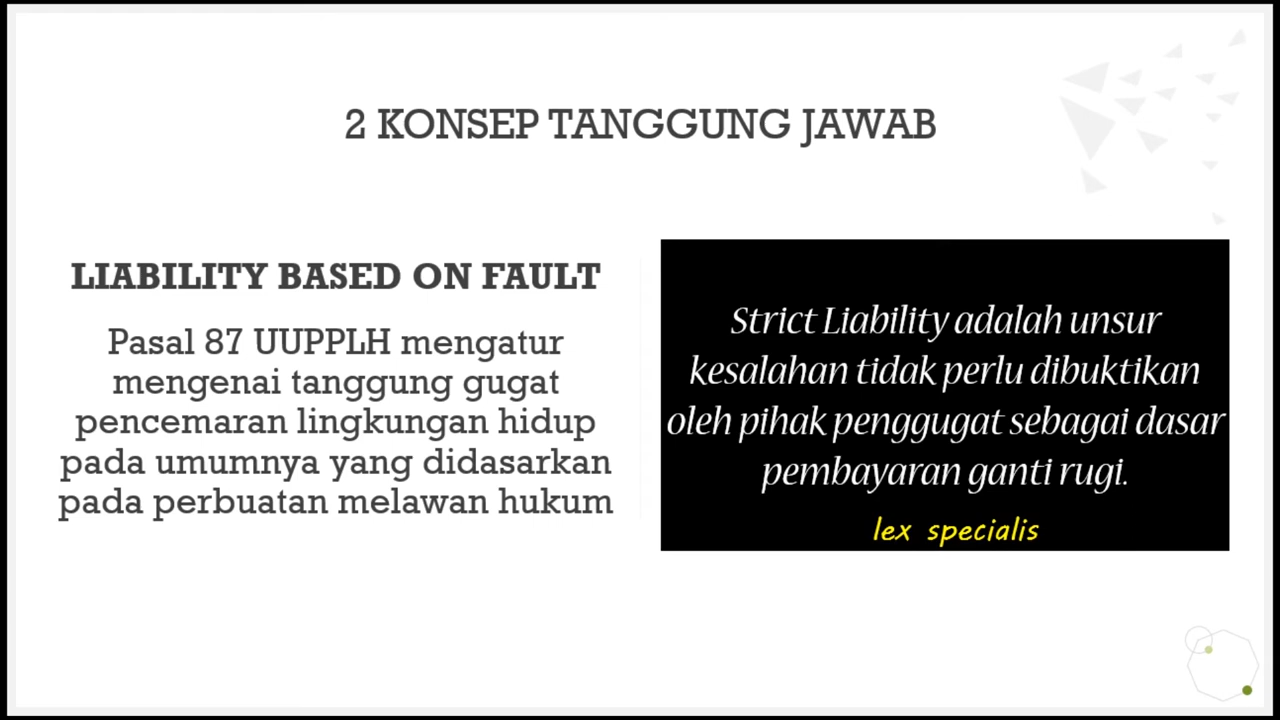 2 KONSEP TANGGUNG JAWAB
LIABILITY BASED ON FAULT
Pasal 87 UUPPLH mengatur
mengenai tanggung gugat
pencemaran lingkungan hidup
pada umumnya yang didasarkan
pada perbuatan melawan hukum
Strict Liability adalah unsur
kesalahan tidak perlu dibuktikan
oleh pihak penggugat sebagai dasar
pembayaran ganti rugi.
lex specialis